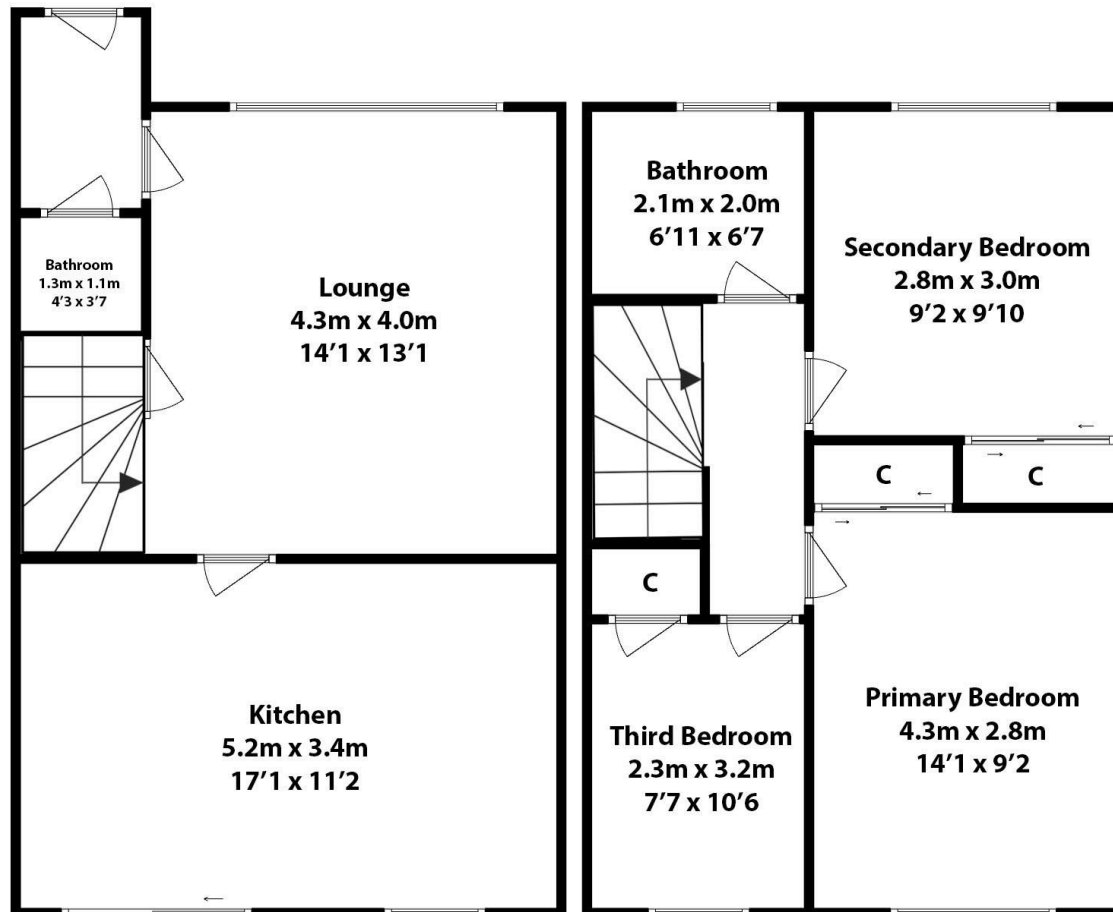 Bathroom
1.3m x 1.1m
4'3 x 3'7
Lounge
4.3m x 4.0m
14'1 x 13'1
Kitchen
5.2m x 3.4m
17'1 x 11'2
Bathroom
2.1m x 2.0m
6'11 x 6'7
Secondary Bedroom
2.8m x 3.0m
9'2 x 9'10
C
C
C
Third Bedroom
2.3m x 3.2m
7'7 x 10'6
Primary Bedroom
4.3m x 2.8m
14'1 x 9'2